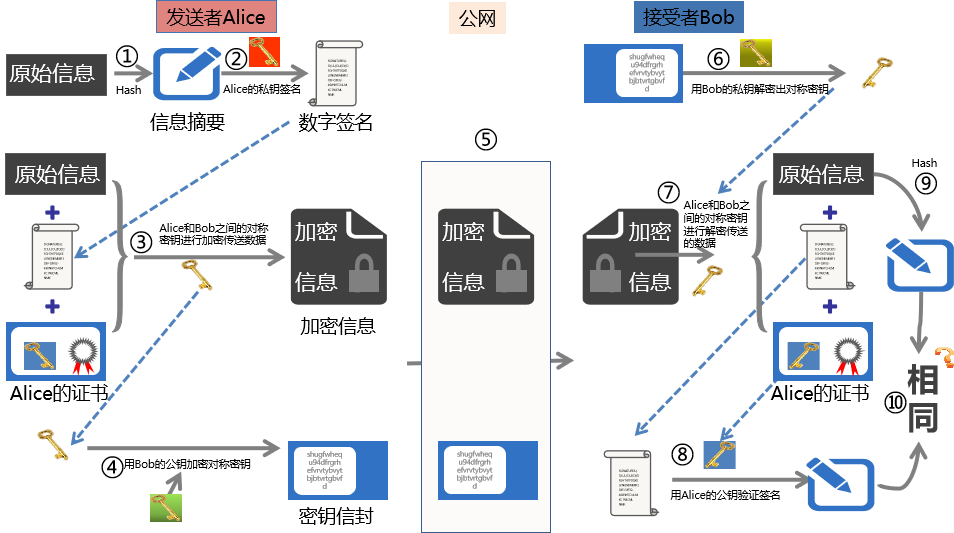 发送者Alice
公网
接受者Bob
原始信息
①
Hash
信息摘要
②
Alice的私钥签名
数字签名
原始信息
+
+
Alice的证书
③
Alice和Bob之间的对称
密钥进行加密传送数据
加密
信息
加密信息
④
用Bob的公钥加密对称密钥
shugfwheq
u94dlfrgrh
efvrvtybvyt
bjbtvrtgbvf
d
密钥信封
⑤
加密
信息
shugfwheq
u94dlfrgrh
efvrvtybvyt
bjbtvrtgbvf
d
shugfwheq
u94dlfrgrh
efvrvtybvyt
bjbtvrtgbvf
d
⑥
用Bob的私钥解密出对称密钥
加密
信息
⑦
Alice和Bob之
间的对称密钥
进行解密传送
的数据
原始信息
+
+
Alice的证书
⑧
用Alice的公钥验证签名
Hash
⑨
⑩
相
同